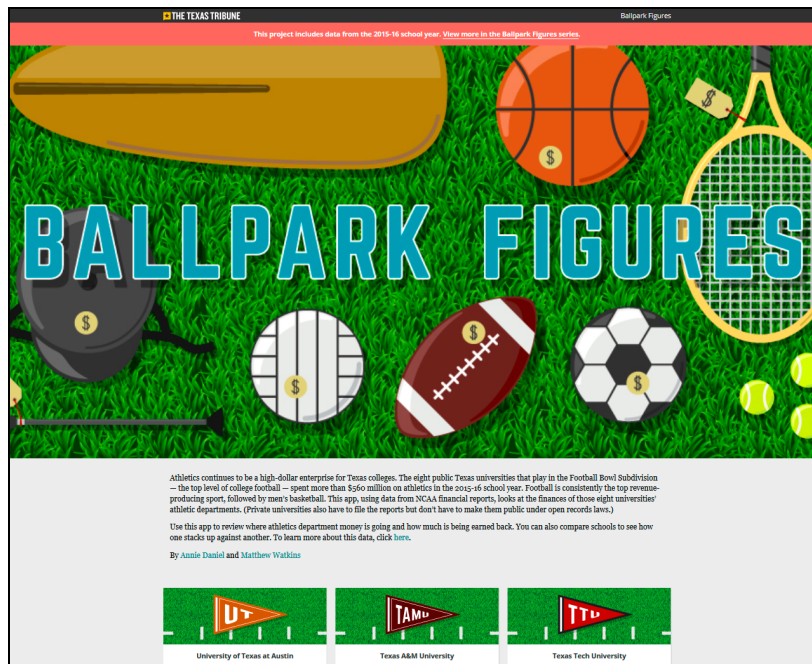 THE TEXAS TRIBUNE
Ballpark Figures
This project includes data from the 2015-16 school year. View more in the Ballpark Figures series.
$
$
BALLPARK FIGURES
$
$
$
$
Athletics continues to be a high-dollar enterprise for Texas colleges. The eight public Texas universities that play in the Football Bowl Subdivision
— the top level of college football — spent more than $560 million on athletics in the 2015-16 school year. Football is consistently the top revenue-
producing sport, followed by men's basketball. This app, using data from NCAA financial reports, looks at the finances of those eight universities'
athletic departments. (Private universities also have to file the reports but don't have to make them public under open records laws.)
Use this app to review where athletics department money is going and how much is being earned back. You can also compare schools to see how
one stacks up against another. To learn more about this data, click here.
By Annie Daniel and Matthew Watkins
UT
TAMU
TTU
University of Texas at Austin
Texas A&M University
Texas Tech University